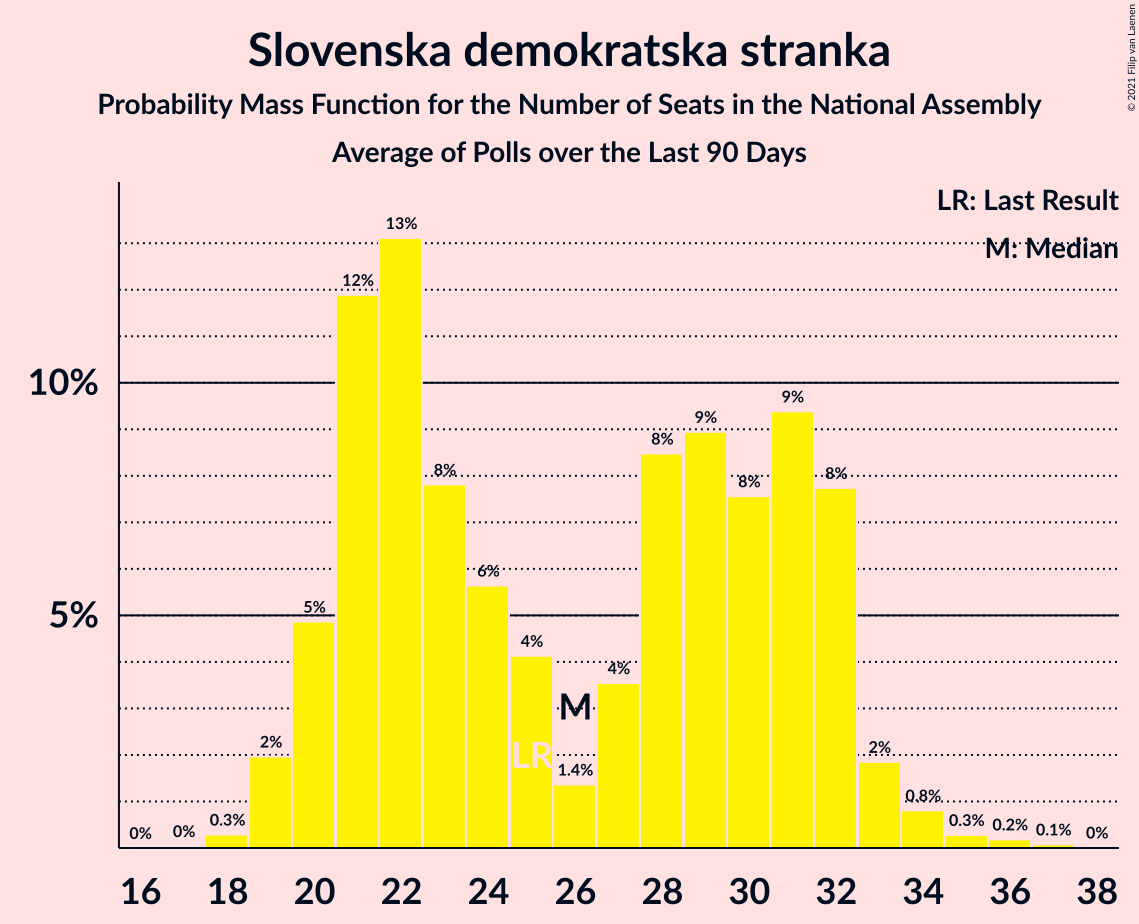 Slovenska demokratska stranka
Probability Mass Function for the Number of Seats in the National Assembly
Average of Polls over the Last 90 Days
© 2021 Filip van Laenen
LR: Last Result
M: Median
10%
5%
0% 0% 0.3% 2% 5% 12% 13% 8% 6% 4% 1.4% 4% 8% 9% 8% 9% 8% 2% 0.8% 0.3% 0.2% 0.1% 0%
M
LR
16 18 20 22 24 26 28 30 32 34 36 38